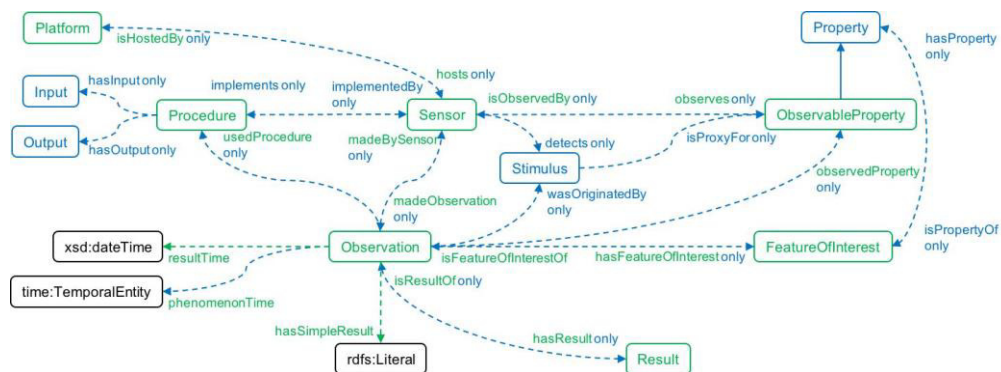 Platform
isHostedBy only
Property
hasProperty
only
Input
hasInput only
implements only
implementedBy
only
hosts only
isObservedBy only
observes only
Procedure
Sensor
ObservableProperty
Output
hasOutput only
usedProcedure
only
madeBySensor
only
detects only
isProxyFor only
Stimulus
observedProperty
only
wasOriginatedBy
only
madeObservation
only
isPropertyOf
only
xsd:dateTime
resultTime
Observation
isFeatureOfInterestOf
hasFeatureOfInterest only
FeatureOfInterest
time:TemporalEntity
phenomenonTime
isResultOf only
hasSimpleResult
rdfs:Literal
hasResult only
Result